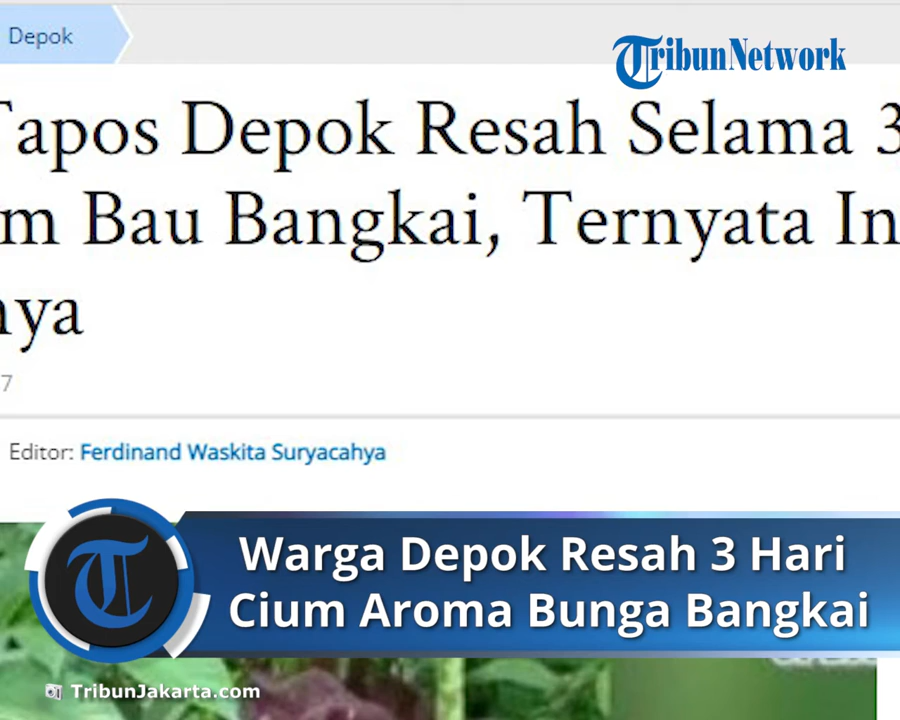 Depok
TribunNetwork
Tapos Depok Resah Selama 3
m Bau Bangkai, Ternyata In
nya
7
Editor: Ferdinand Waskita Suryacahya
Warga Depok Resah 3 Hari
Cium Aroma Bunga Bangkai
TribunJakarta.com